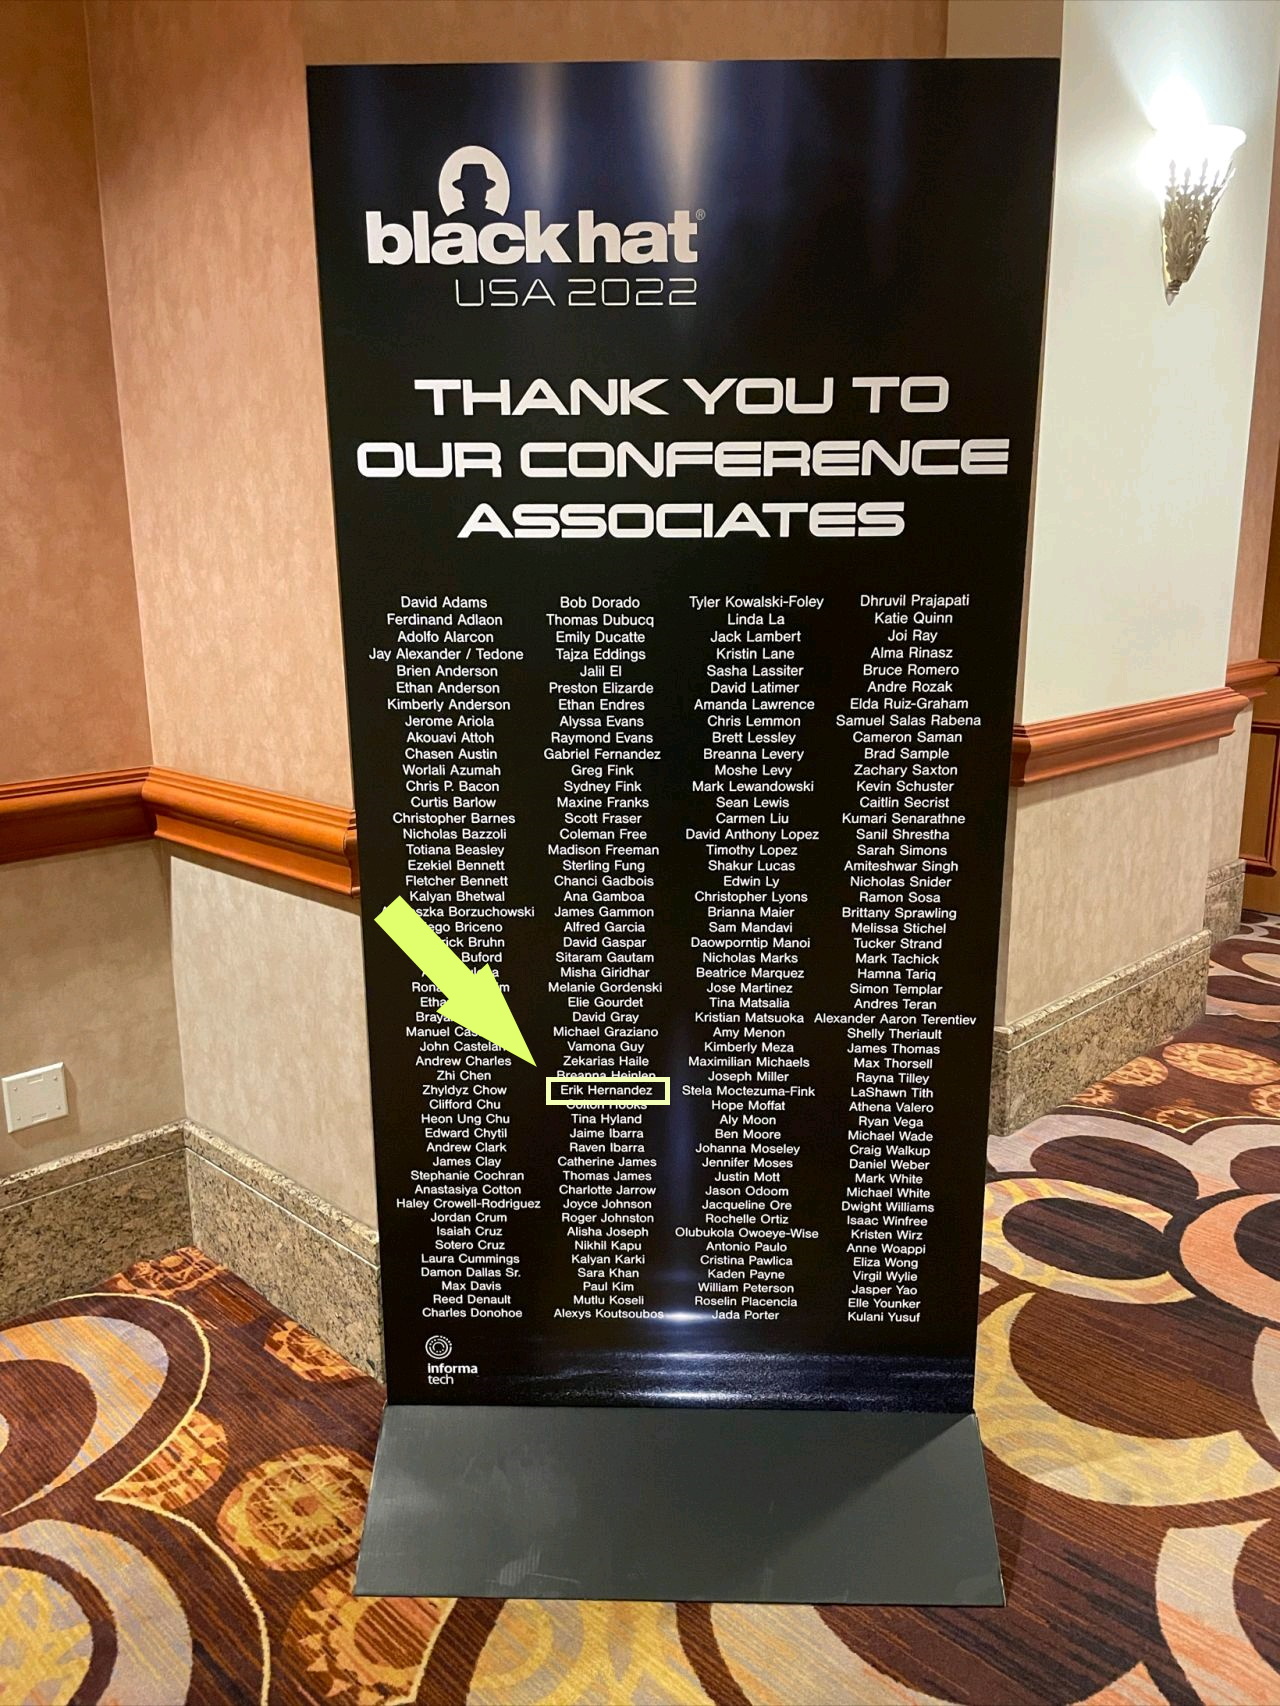 blackhat®
USA 2022
THANK YOU TO
OUR CONFERENCE
ASSOCIATES
David Adams
Ferdinand Adlaon
Adolfo Alarcon
Jay Alexander / Tedone
Brien Anderson
Ethan Anderson
Kimberly Anderson
Jerome Ariola
Akouavi Attoh
Chasen Austin
Worlali Azumah
Chris P. Bacon
Curtis Barlow
Christopher Barnes
Nicholas Bazzoli
Totiana Beasley
Ezekiel Bennett
Fletcher Bennett
Kalyan Bhetwal
Borzuchowski
Briceno
Bruhn
Buford
Manuel
John
Andrew Charles
Zhi Chen
Zhyldyz Chow
Clifford Chu
Heon Ung Chu
Edward Chytil
Andrew Clark
James Clay
Stephanie Cochran
Anastasiya Cotton
Haley Crowell-Rodriguez
Jordan Crum
Isaiah Cruz
Sotero Cruz
Laura Cummings
Damon Dallas Sr.
Max Davis
Reed Denault
Charles Donohoe
Bob Dorado
Thomas Dubucq
Emily Ducatte
Tajza Eddings
Jalil El
Preston Elizarde
Ethan Endres
Alyssa Evans
Raymond Evans
Gabriel Fernandez
Greg Fink
Sydney Fink
Maxine Franks
Scott Fraser
Coleman Free
Madison Freeman
Sterling Fung
Chanci Gadbois
Ana Gamboa
James Gammon
Alfred Garcia
David Gaspar
Sitaram Gautam
Misha Giridhar
Melanie Gordenski
Elie Gourdet
David Gray
Michael Graziano
Vamona Guy
Zekarias Haile
Breanna Heinlen
Erik Hernandez
Colton Hooks
Tina Hyland
Jaime Ibarra
Raven Ibarra
Catherine James
Thomas James
Charlotte Jarrow
Joyce Johnson
Roger Johnston
Alisha Joseph
Nikhil Kapu
Kalyan Karki
Sara Khan
Paul Kim
Mutlu Koseli
Alexys Koutsoubos
Tyler Kowalski-Foley
Linda La
Jack Lambert
Kristin Lane
Sasha Lassiter
David Latimer
Amanda Lawrence
Chris Lemmon
Brett Lessley
Breanna Levery
Moshe Levy
Mark Lewandowski
Sean Lewis
Carmen Liu
David Anthony Lopez
Timothy Lopez
Shakur Lucas
Edwin Ly
Christopher Lyons
Brianna Maier
Sam Mandavi
Daowporntip Manoi
Nicholas Marks
Beatrice Marquez
Jose Martinez
Tina Matsalia
Kristian Matsuoka
Amy Menon
Kimberly Meza
Maximilian Michaels
Joseph Miller
Stela Moctezuma-Fink
Hope Moffat
Aly Moon
Ben Moore
Johanna Moseley
Jennifer Moses
Justin Mott
Jason Odoom
Jacqueline Ore
Rochelle Ortiz
Olubukola Owoeye-Wise
Antonio Paulo
Cristina Pawlica
Kaden Payne
William Peterson
Roselin Placencia
Jada Porter
Dhruvil Prajapati
Katie Quinn
Joi Ray
Alma Rinasz
Bruce Romero
Andre Rozak
Elda Ruiz-Graham
Samuel Salas Rabena
Cameron Saman
Brad Sample
Zachary Saxton
Kevin Schuster
Caitlin Secrist
Kumari Senarathne
Sanil Shrestha
Sarah Simons
Amiteshwar Singh
Nicholas Snider
Ramon Sosa
Brittany Sprawling
Melissa Stichel
Tucker Strand
Mark Tachick
Hamna Tariq
Simon Templar
Andres Teran
Alexander Aaron Terentiev
Shelly Theriault
James Thomas
Max Thorsell
Rayna Tilley
LaShawn Tith
Athena Valero
Ryan Vega
Michael Wade
Craig Walkup
Daniel Weber
Mark White
Michael White
Dwight Williams
Isaac Winfree
Kristen Wirz
Anne Woappi
Eliza Wong
Virgil Wylie
Jasper Yao
Elle Younker
Kulani Yusuf
informa
tech